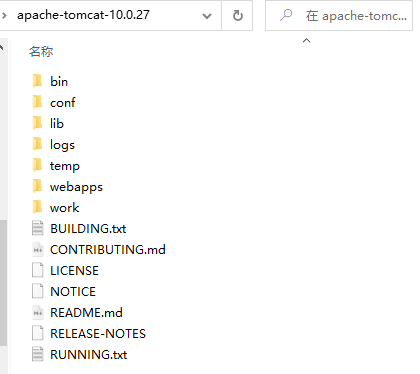 apache-tomcat-10.0.27
在 apache-tomc...
名称
bin
conf
lib
logs
temp
webapps
work
BUILDING.txt
CONTRIBUTING.md
LICENSE
NOTICE
README.md
RELEASE-NOTES
RUNNING.txt